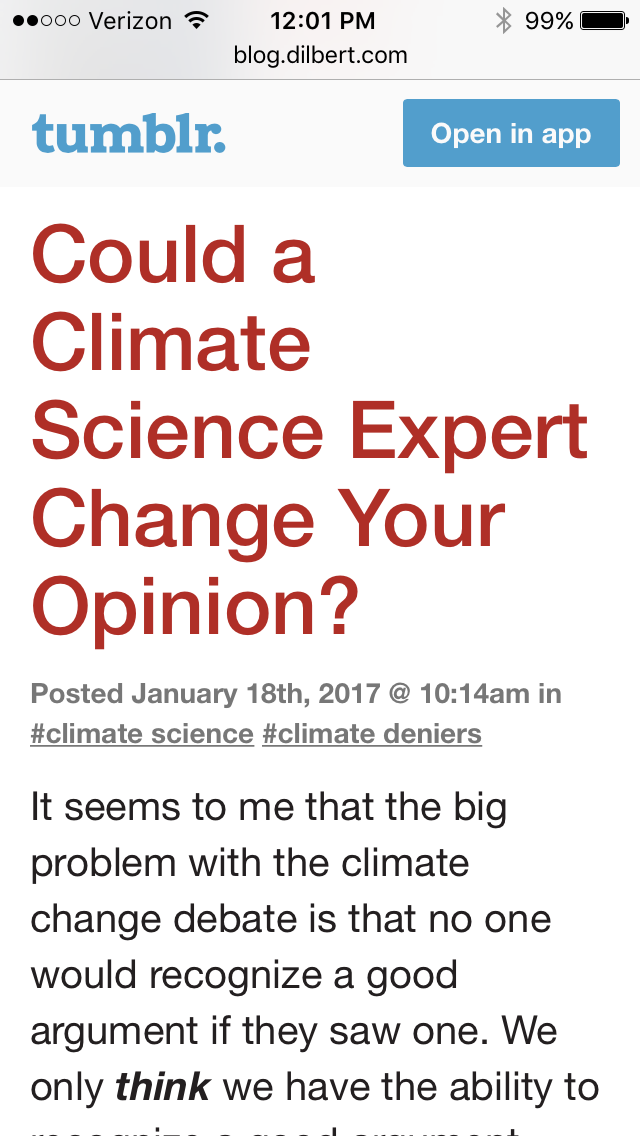 Verizon 12:01 PM 99%
blog.dilbert.com
tumblr. Open in app
Could a
Climate
Science Expert
Change Your
Opinion?
Posted January 18th, 2017 @ 10:14am in
#climate science #climate deniers
It seems to me that the big
problem with the climate
change debate is that no one
would recognize a good
argument if they saw one. We
only think we have the ability to
recognize a good argument